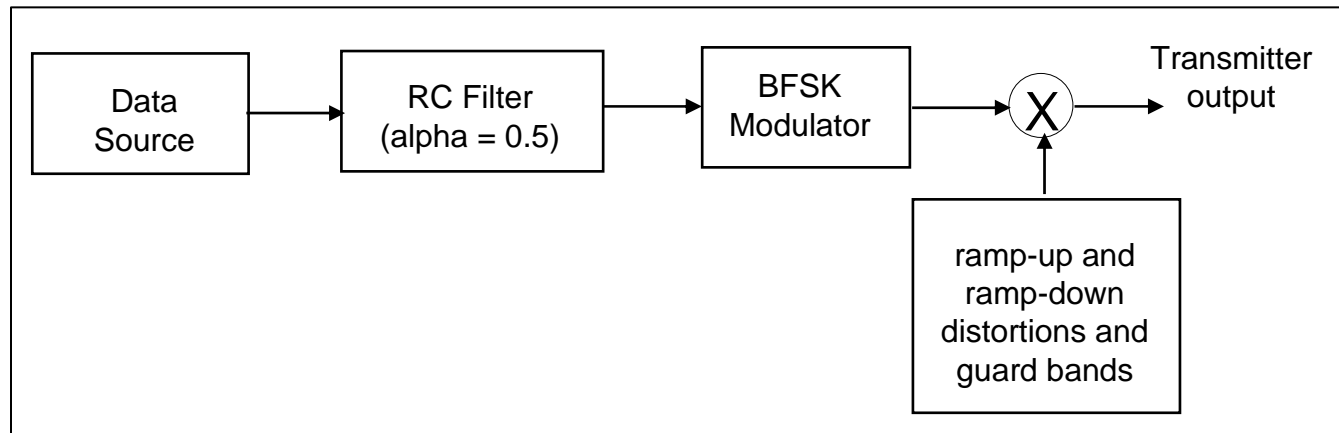 Data
Source
RC Filter
(alpha = 0.5)
BFSK
Modulator
X
Transmitter
output
ramp-up and
ramp-down
distortions and
guard bands